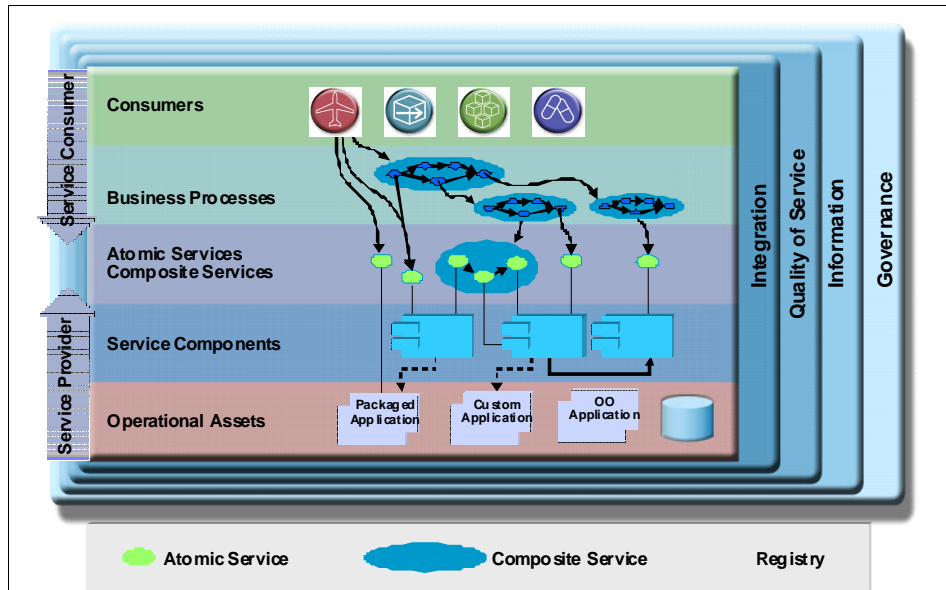 Service Consumer
Service Provider
Consumers
Business Processes
Atomic Services
Composite Services
Service Components
Operational Assets
Packaged
Application
Custom
Application
OO
Application
Integration
Quality of Service
Information
Governance
Atomic Service
Composite Service
Registry